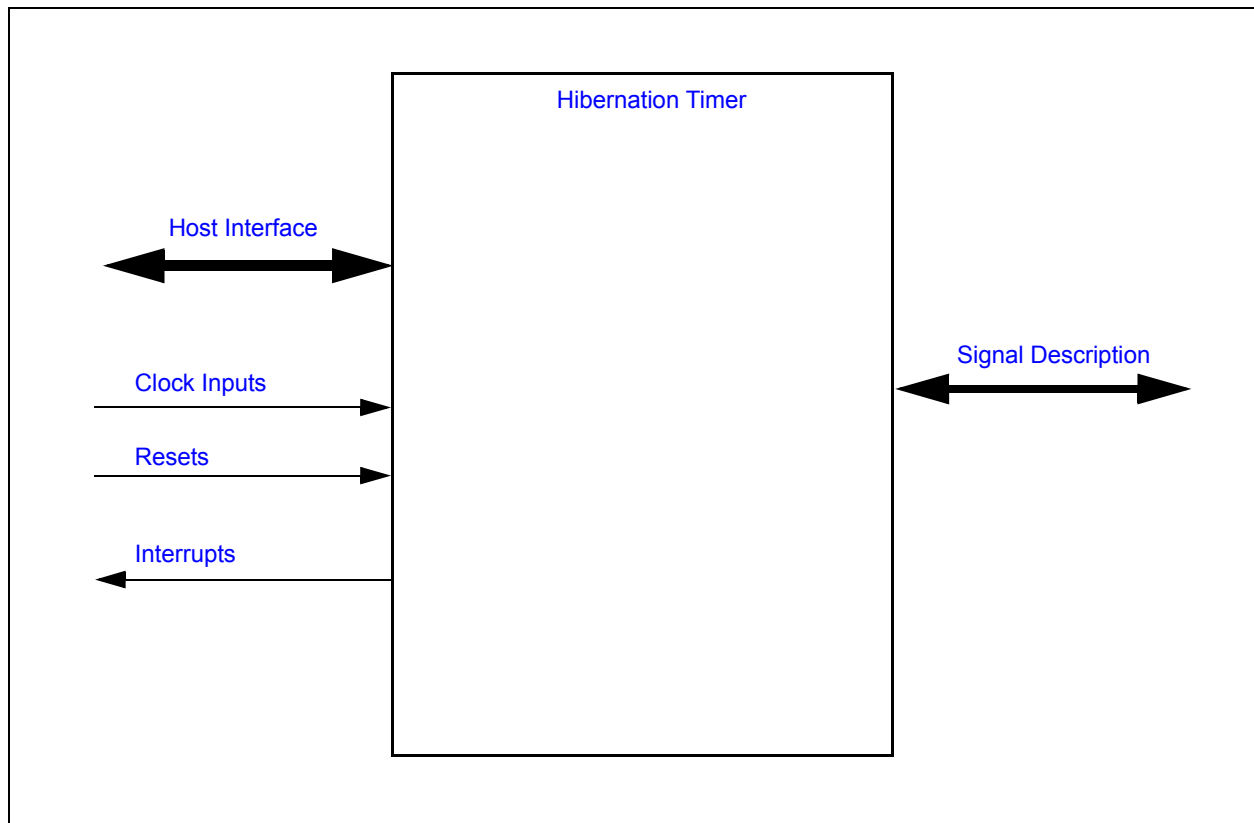 Hibernation Timer
Host Interface
Signal Description
Clock Inputs
Resets
Interrupts